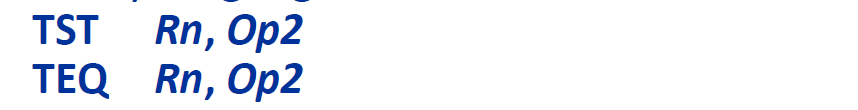 TST Rn, Op2
TEQ Rn, Op2